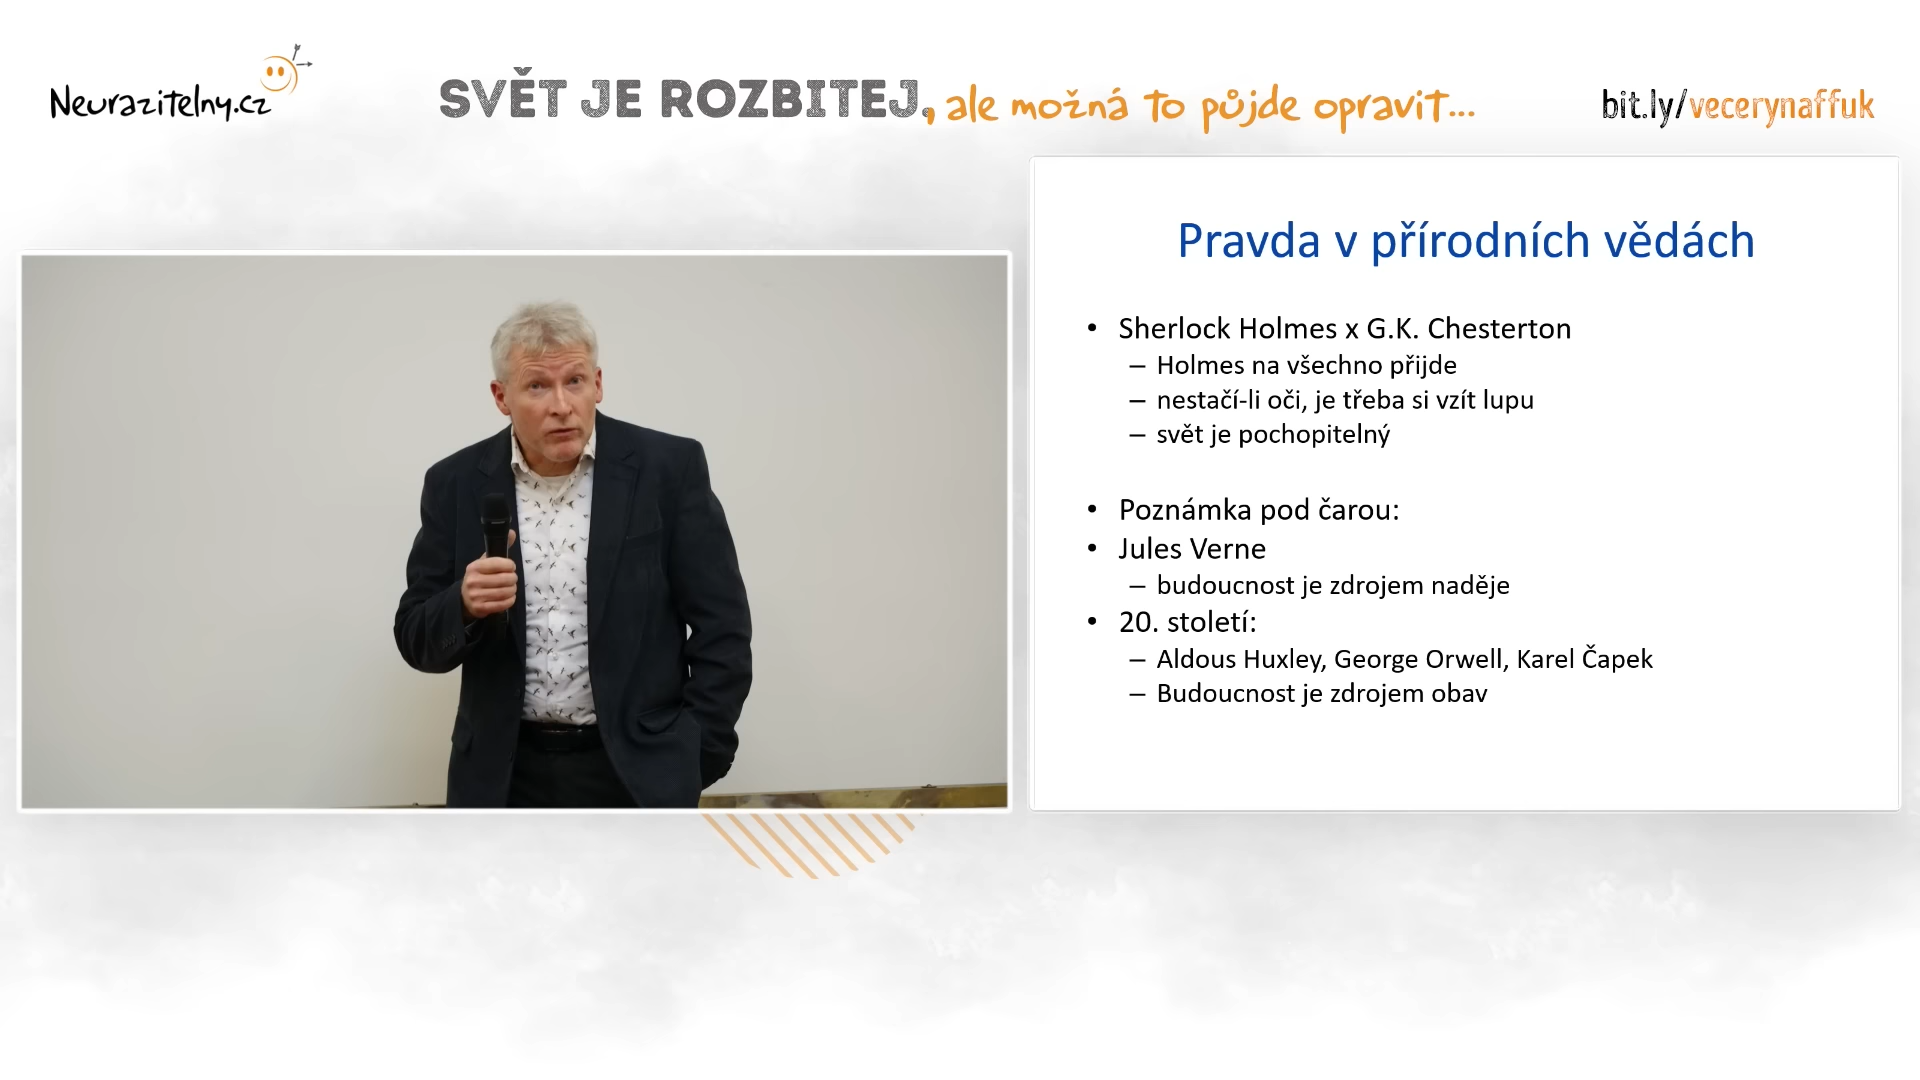 Neurazitelny.cz
SVĚT JE ROZBITEJ, ale možná to půjde opravit...
bit.ly/vecerynaffuk
Pravda v přírodních vědách
• Sherlock Holmes x G.K. Chesterton
– Holmes na všechno přijde
– nestačí-li oči, je třeba si vzít lupu
– svět je pochopitelný
• Poznámka pod čarou:
• Jules Verne
– budoucnost je zdrojem naděje
• 20. století:
– Aldous Huxley, George Orwell, Karel Čapek
– Budoucnost je zdrojem obav